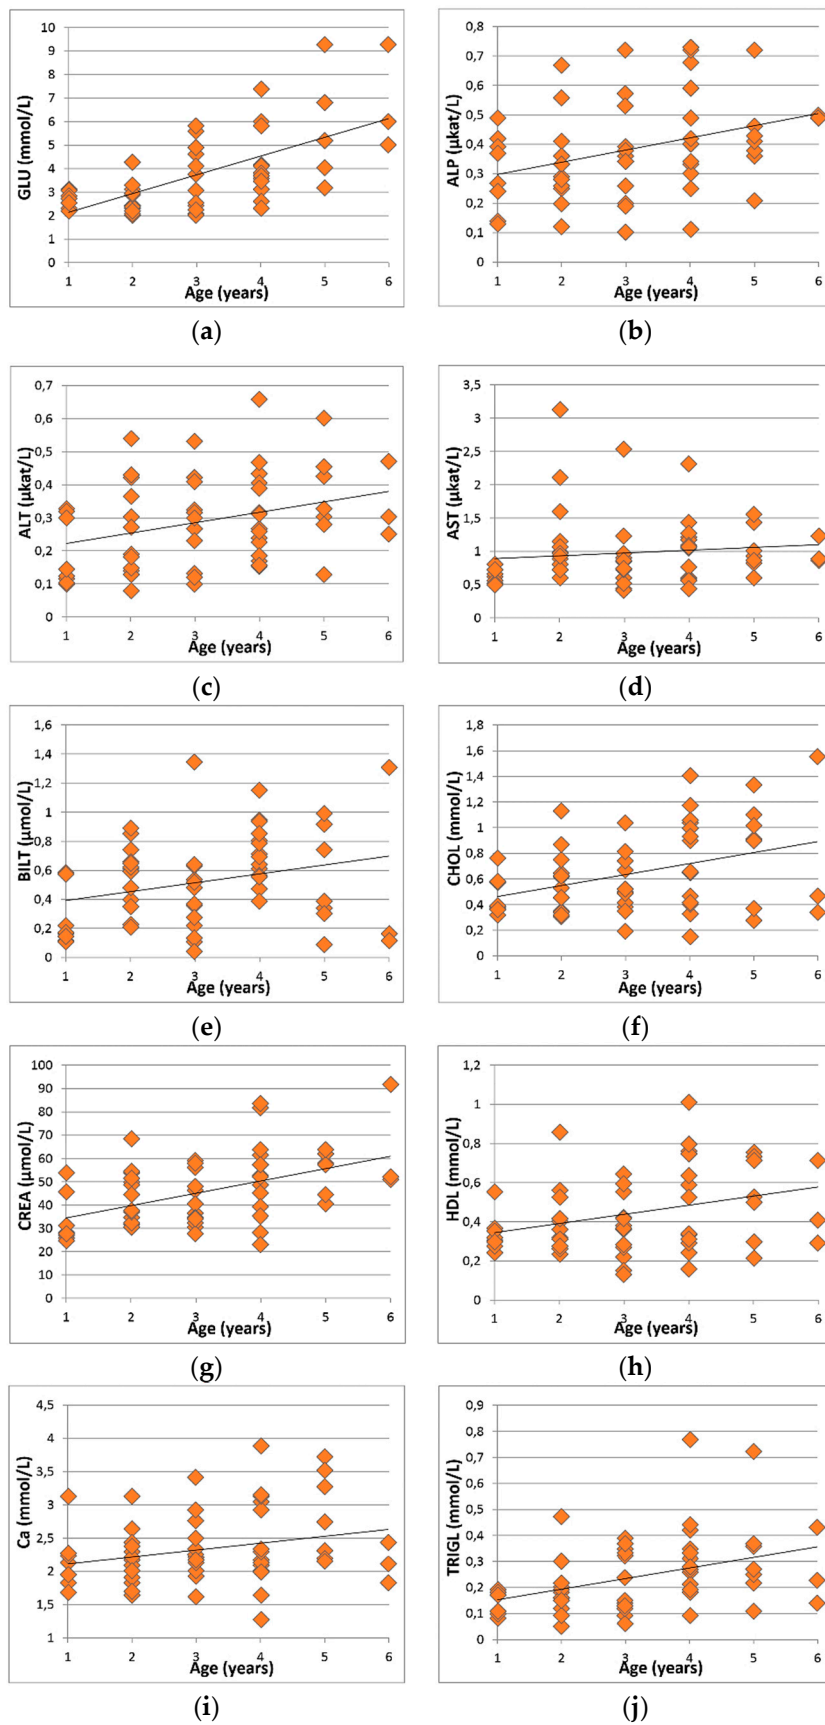 GLU (mmol/L)
10
9
8
7
6
5
4
3
2
1
0
1 2 3 4 5 6
Age (years)
(a)
ALP (µkat/L)
0,8
0,7
0,6
0,5
0,4
0,3
0,2
0,1
0
1 2 3 4 5 6
Age (years)
(b)
ALT (µkat/L)
0,7
0,6
0,5
0,4
0,3
0,2
0,1
0
1 2 3 4 5 6
Age (years)
(c)
AST (µkat/L)
3,5
3
2,5
2
1,5
1
0,5
0
1 2 3 4 5 6
Age (years)
(d)
BILT (µmol/L)
1,6
1,4
1,2
1
0,8
0,6
0,4
0,2
0
1 2 3 4 5 6
Age (years)
(e)
CHOL (mmol/L)
1,8
1,6
1,4
1,2
1
0,8
0,6
0,4
0,2
0
1 2 3 4 5 6
Age (years)
(f)
CREA (µmol/L)
100
90
80
70
60
50
40
30
20
10
0
1 2 3 4 5 6
Age (years)
(g)
HDL (mmol/L)
1,2
1
0,8
0,6
0,4
0,2
0
1 2 3 4 5 6
Age (years)
(h)
Ca (mmol/L)
4,5
4
3,5
3
2,5
2
1,5
1
1 2 3 4 5 6
Age (years)
(i)
TRIGL (mmol/L)
0,9
0,8
0,7
0,6
0,5
0,4
0,3
0,2
0,1
0
1 2 3 4 5 6
Age (years)
(j)